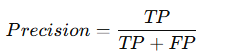 Precision = TP / (TP + FP)